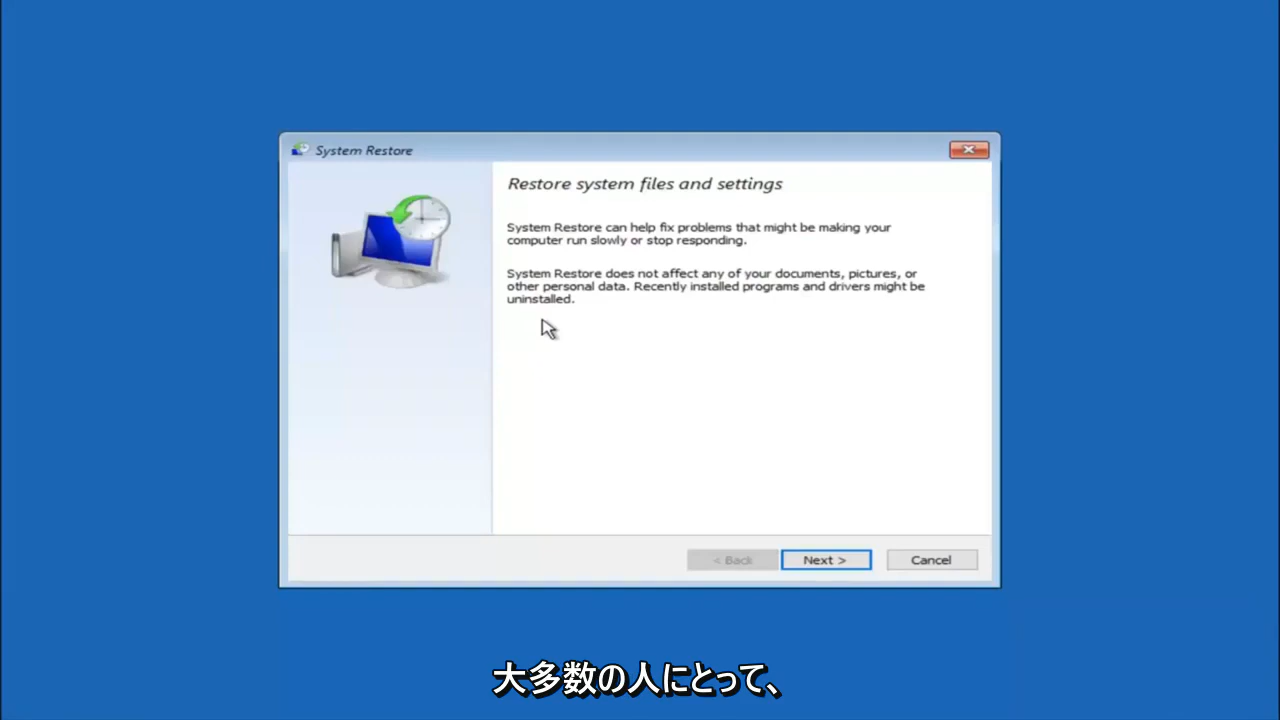 System Restore
Restore system files and settings
System Restore can help fix problems that might be making your
computer run slowly or stop responding.
System Restore does not affect any of your documents, pictures, or
other personal data. Recently installed programs and drivers might be
uninstalled.
< Back
Next >
Cancel
大多数の人にとって、